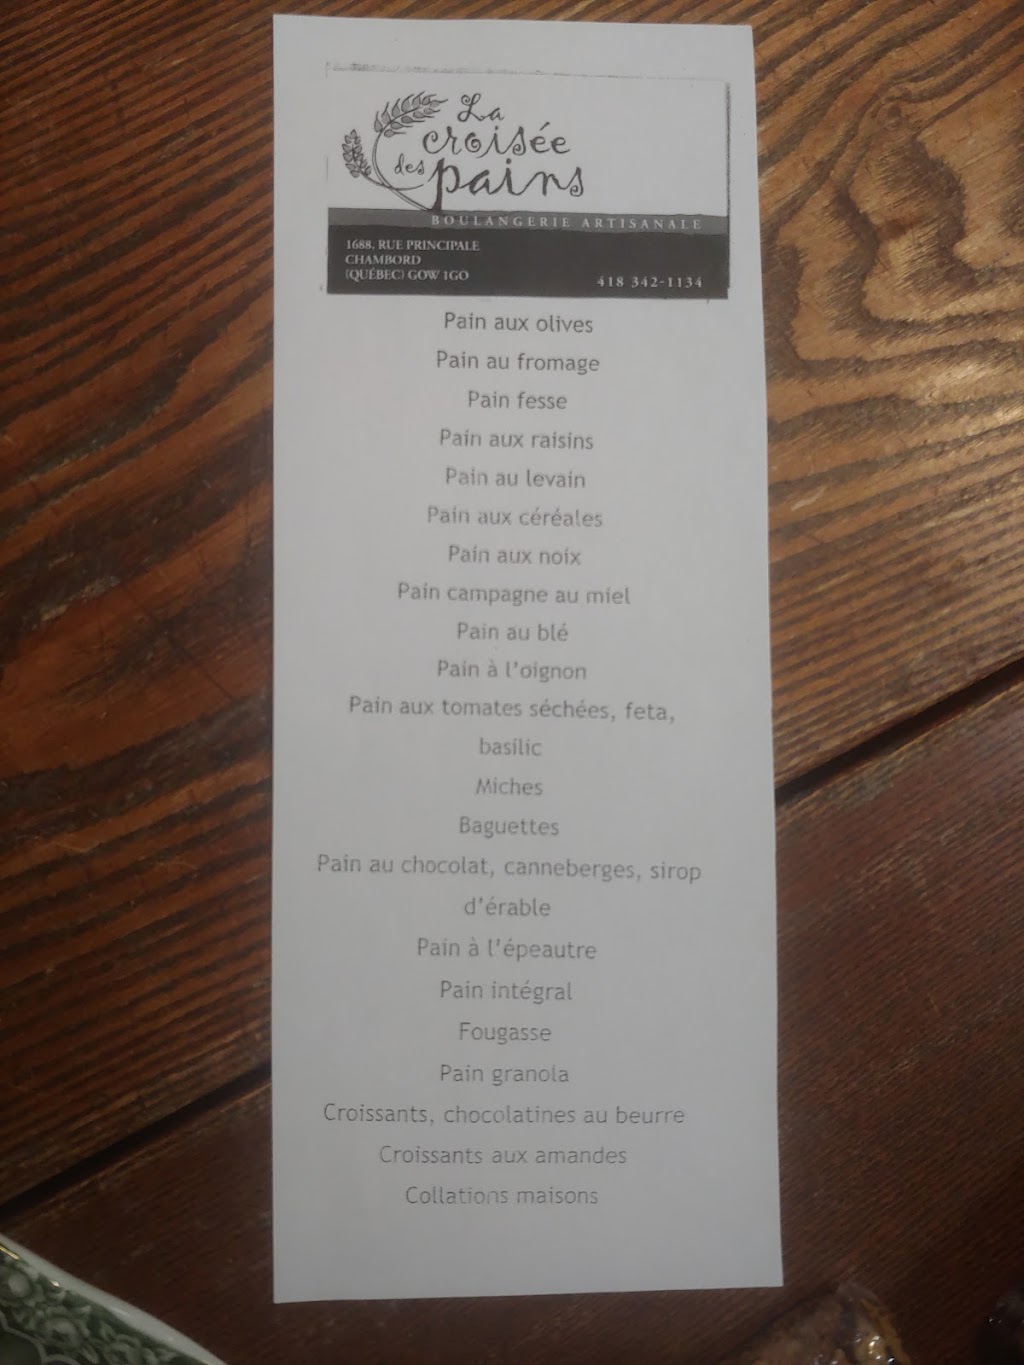 La
croisée
des pains
BOULANGERIE ARTISANALE
1688, RUE PRINCIPALE
CHAMBORD
(QUÉBEC) GOW 1GO
418 342-1134
Pain aux olives
Pain au fromage
Pain fesse
Pain aux raisins
Pain au levain
Pain aux céréales
Pain aux noix
Pain campagne au miel
Pain au blé
Pain à l'oignon
Pain aux tomates séchées, feta,
basilic
Miches
Baguettes
Pain au chocolat, canneberges, sirop
d'érable
Pain à l'épeautre
Pain intégral
Fougasse
Pain granola
Croissants, chocolatines au beurre
Croissants aux amandes
Collations maisons